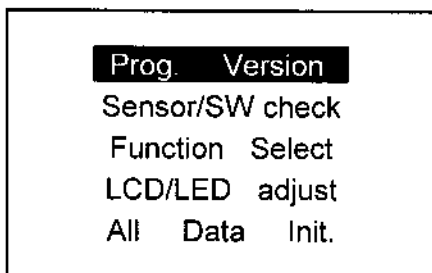 Prog. Version
Sensor/SW check
Function Select
LCD/LED adjust
All Data Init.